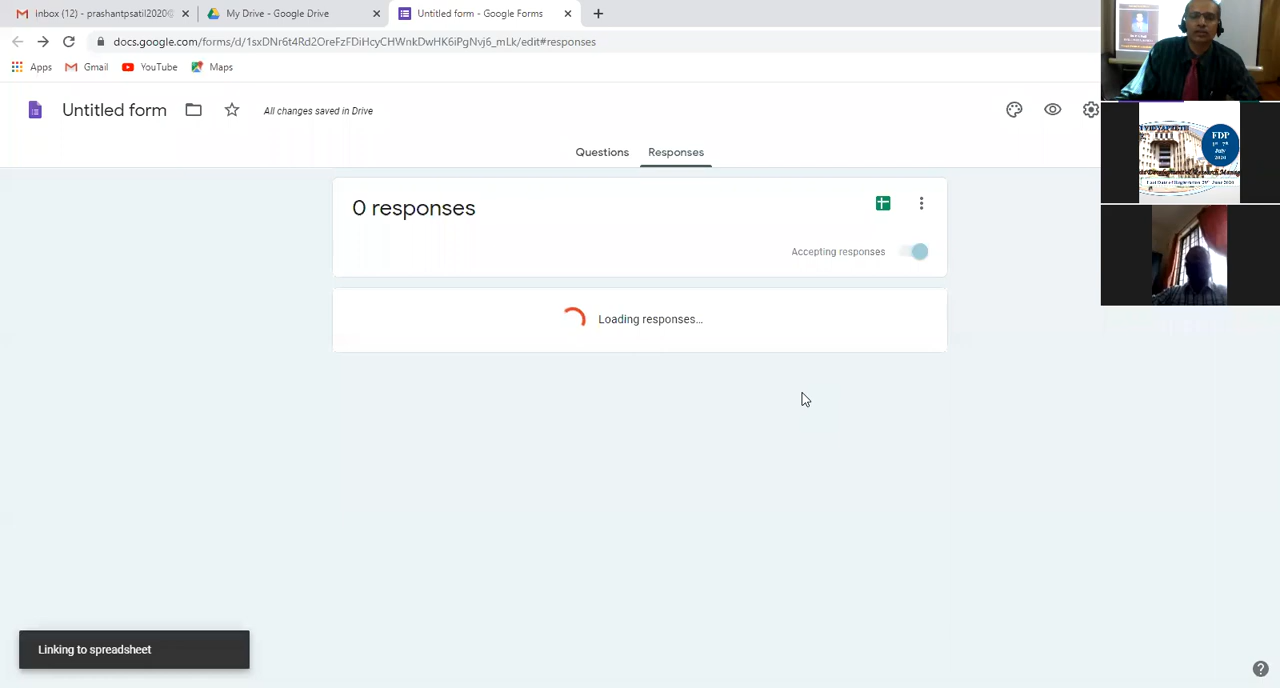 Inbox (12) - prashantpsatil2020@
My Drive - Google Drive
Untitled form - Google Forms
docs.google.com/forms/d/1sxDNr6t4Rd2OreFzFDiHcyCHWnkDwHK6iPgNvj6_mLk/edit#responses
Apps
Gmail
YouTube
Maps
Untitled form
All changes saved in Drive
Questions
Responses
0 responses
Accepting responses
Loading responses...
Linking to spreadsheet
VIDYAPEETH
FDP
July